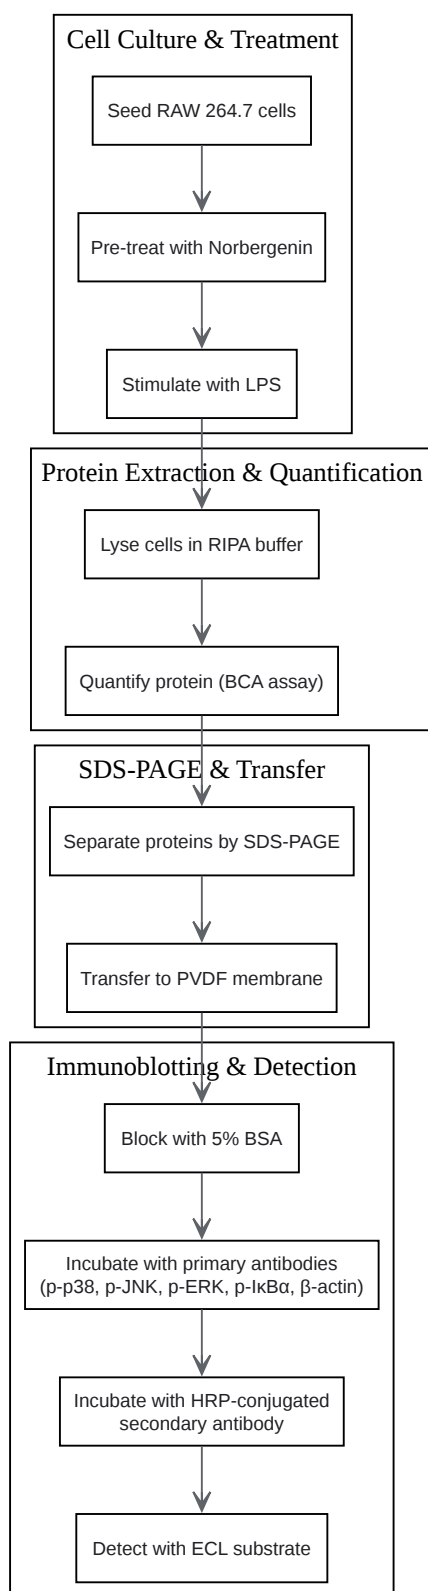 Cell Culture & Treatment
Seed RAW 264.7 cells
Pre-treat with Norbergenin
Stimulate with LPS
Protein Extraction & Quantification
Lyse cells in RIPA buffer
Quantify protein (BCA assay)
SDS-PAGE & Transfer
Separate proteins by SDS-PAGE
Transfer to PVDF membrane
Immunoblotting & Detection
Block with 5% BSA
Incubate with primary antibodies
(p-p38, p-JNK, p-ERK, p-IκBα, β-actin)
Incubate with HRP-conjugated
secondary antibody
Detect with ECL substrate